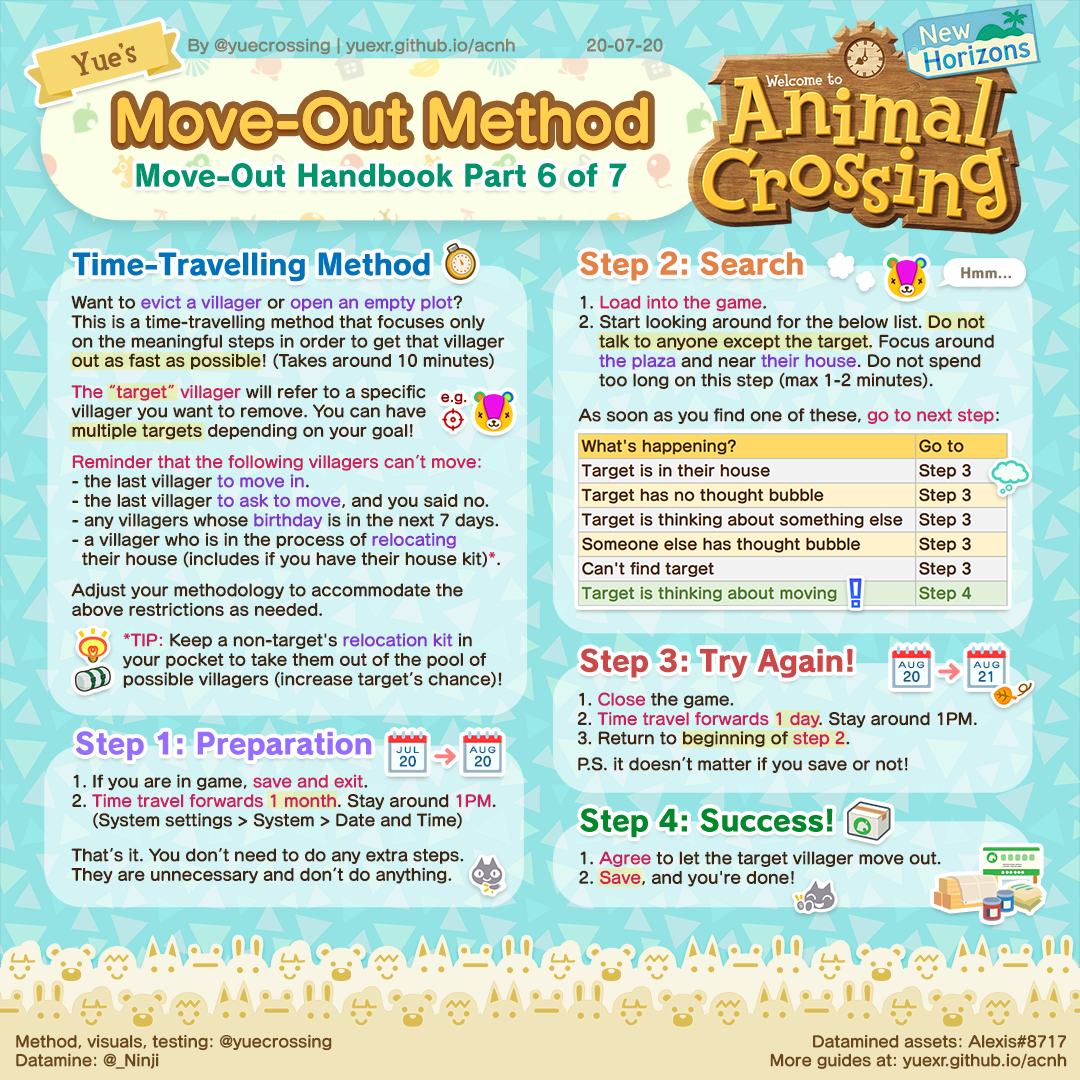 Yue's
By @yuecrossing | yuexr.github.io/acnh
20-07-20
Move-Out Method
Move-Out Handbook Part 6 of 7
New
Horizons
Welcome to
Animal
Crossing
Time-Travelling Method
Want to evict a villager or open an empty plot?
This is a time-travelling method that focuses only
on the meaningful steps in order to get that villager
out as fast as possible! (Takes around 10 minutes)
The "target" villager will refer to a specific
villager you want to remove. You can have
multiple targets depending on your goal!
e.g.
Reminder that the following villagers can't move:
- the last villager to move in.
- the last villager to ask to move, and you said no.
- any villagers whose birthday is in the next 7 days.
- a villager who is in the process of relocating
their house (includes if you have their house kit)*.
Adjust your methodology to accommodate the
above restrictions as needed.
*TIP: Keep a non-target's relocation kit in
your pocket to take them out of the pool of
possible villagers (increase target's chance)!
Step 1: Preparation
JUL
20
AUG
20
1. If you are in game, save and exit.
2. Time travel forwards 1 month. Stay around 1PM.
(System settings > System > Date and Time)
That's it. You don't need to do any extra steps.
They are unnecessary and don't do anything.
Step 2: Search
Hmm...
1. Load into the game.
2. Start looking around for the below list. Do not
talk to anyone except the target. Focus around
the plaza and near their house. Do not spend
too long on this step (max 1-2 minutes).
As soon as you find one of these, go to next step:
What's happening? Go to
Target is in their house Step 3
Target has no thought bubble Step 3
Target is thinking about something else Step 3
Someone else has thought bubble Step 3
Can't find target Step 3
Target is thinking about moving Step 4
Step 3: Try Again!
AUG
20
AUG
21
1. Close the game.
2. Time travel forwards 1 day. Stay around 1PM.
3. Return to beginning of step 2.
P.S. it doesn't matter if you save or not!
Step 4: Success!
1. Agree to let the target villager move out.
2. Save, and you're done!
Method, visuals, testing: @yuecrossing
Datamine: @_Ninji
Datamined assets: Alexis#8717
More guides at: yuexr.github.io/acnh